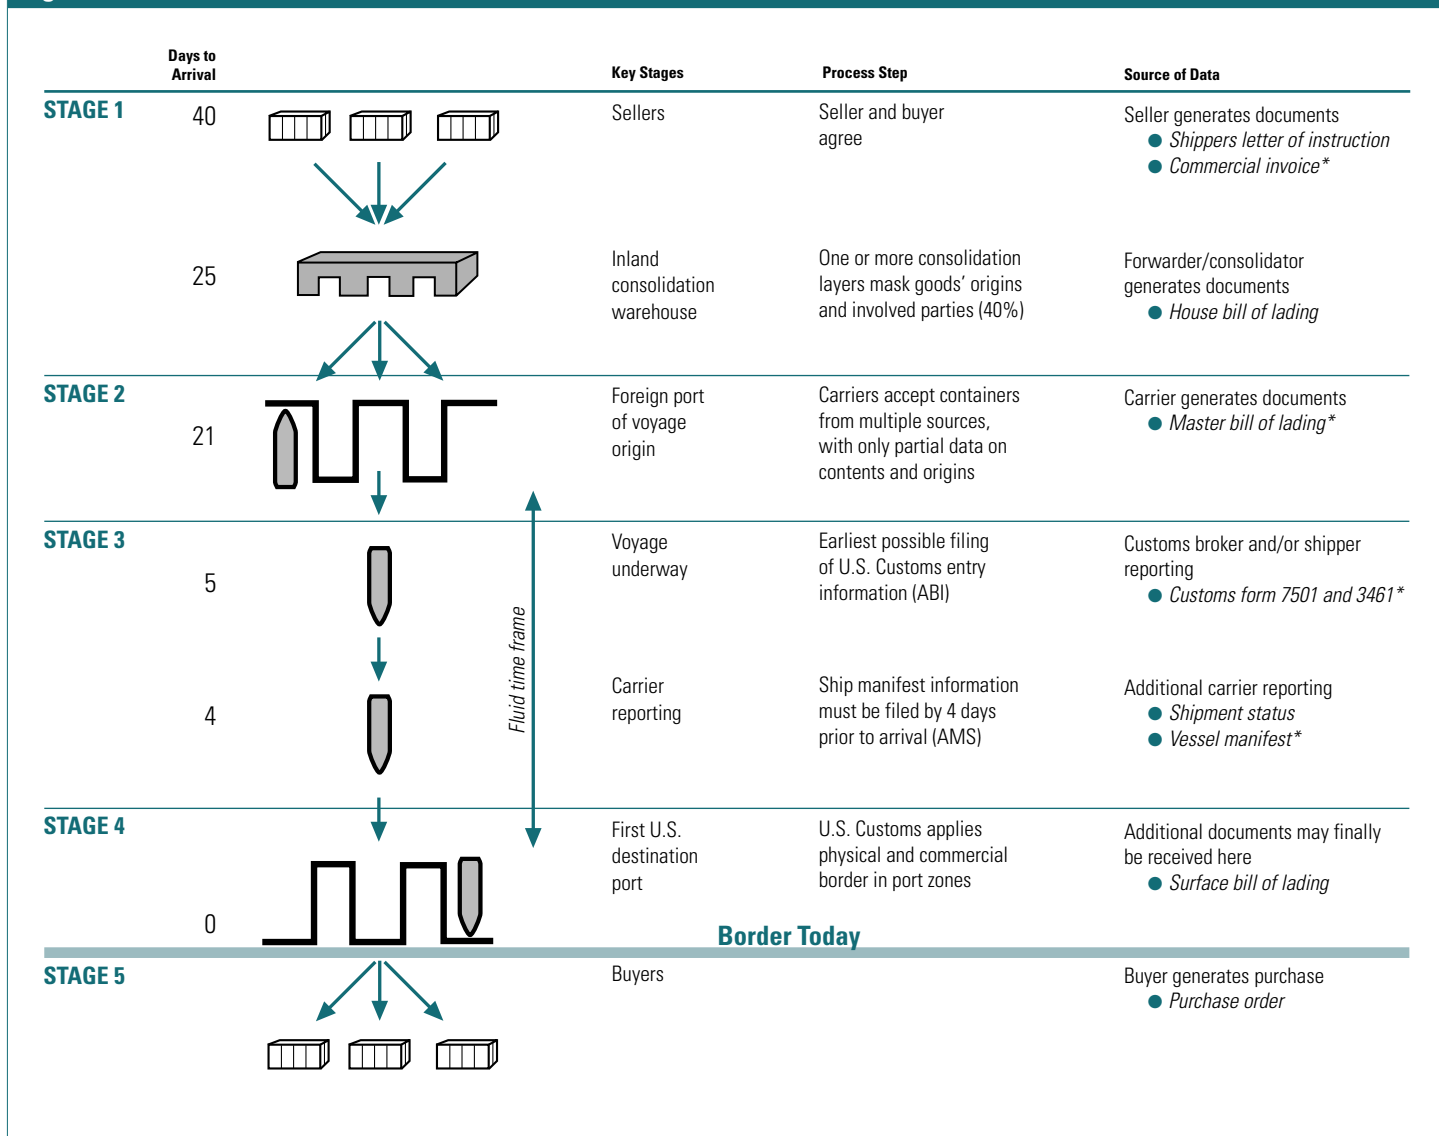 Days to
Arrival
Key Stages
Process Step
Source of Data
STAGE 1
40
Sellers
Seller and buyer
agree
Seller generates documents
● Shippers letter of instruction
● Commercial invoice*
25
Inland
consolidation
warehouse
One or more consolidation
layers mask goods' origins
and involved parties (40%)
Forwarder/consolidator
generates documents
● House bill of lading
STAGE 2
21
Foreign port
of voyage
origin
Carriers accept containers
from multiple sources,
with only partial data on
contents and origins
Carrier generates documents
● Master bill of lading*
STAGE 3
5
Voyage
underway
Earliest possible filing
of U.S. Customs entry
information (ABI)
Customs broker and/or shipper
reporting
● Customs form 7501 and 3461*
Fluid time frame
4
Carrier
reporting
Ship manifest information
must be filed by 4 days
prior to arrival (AMS)
Additional carrier reporting
● Shipment status
● Vessel manifest*
STAGE 4
0
First U.S.
destination
port
U.S. Customs applies
physical and commercial
border in port zones
Additional documents may finally
be received here
● Surface bill of lading
Border Today
STAGE 5
Buyers
Buyer generates purchase
● Purchase order